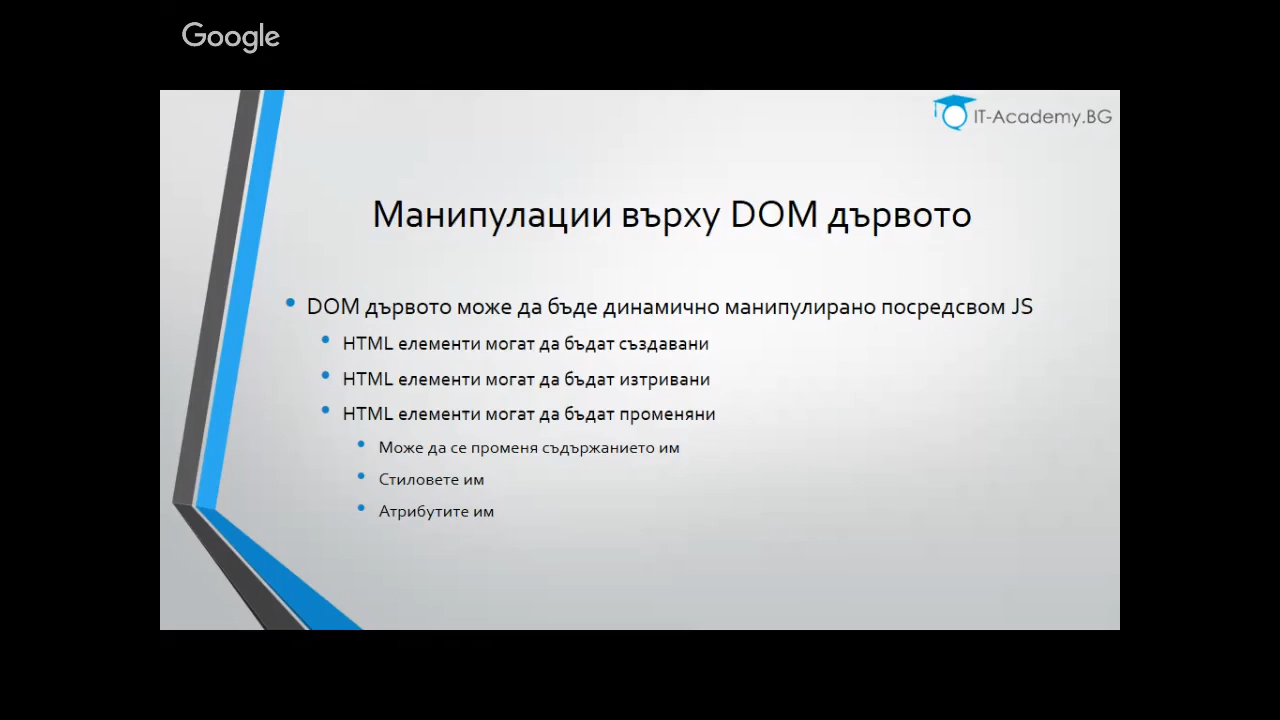 Google
IT-Academy.BG
Манипулации върху DOM дървото
DOM дървото може да бъде динамично манипулирано посредсвом JS
HTML елементи могат да бъдат създавани
HTML елементи могат да бъдат изтривани
HTML елементи могат да бъдат променяни
Може да се променя съдържанието им
Стиловете им
Атрибутите им